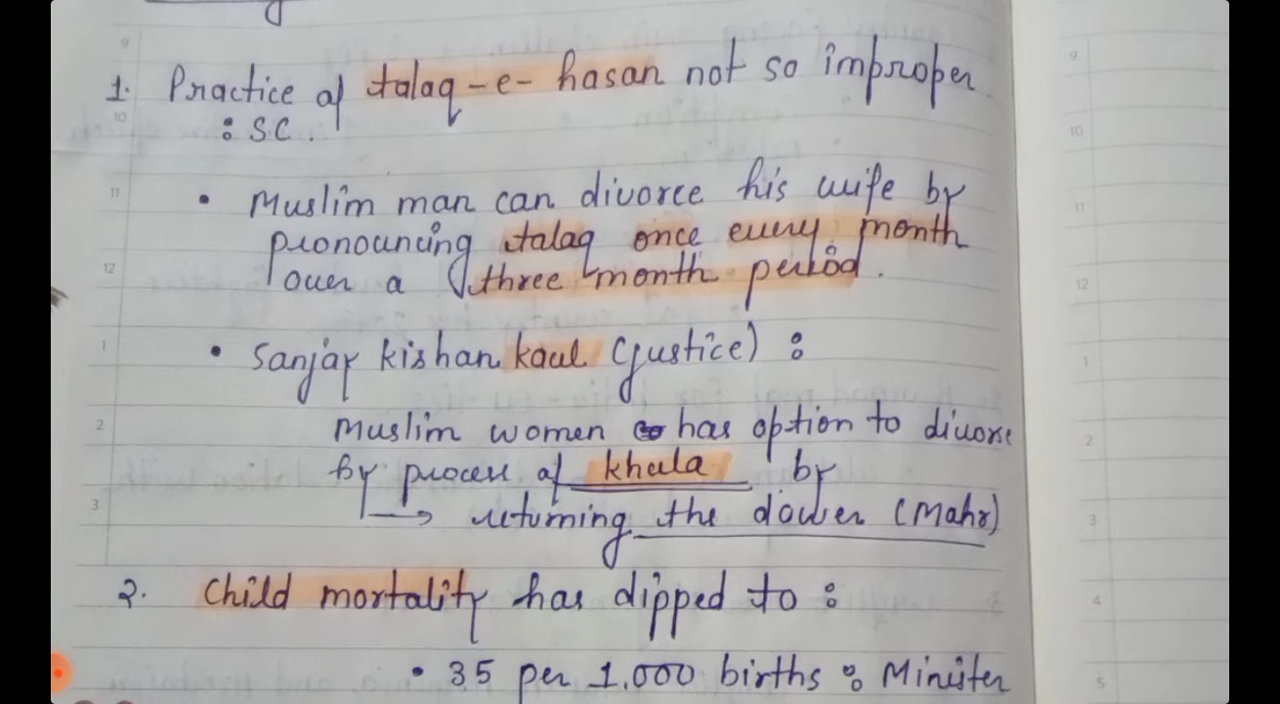 1. Practice of talaq-e-hasan not so improper
: SC.
• Muslim man can divorce his wife by
pronouncing talaq once every month
over a three month period.
• Sanjay kishan kaul (justice) :
Muslim women has option to divorse
by process of khula by
→ returning the dower (Mahr)
2. Child mortality has dipped to :
• 35 per 1,000 births : Minister